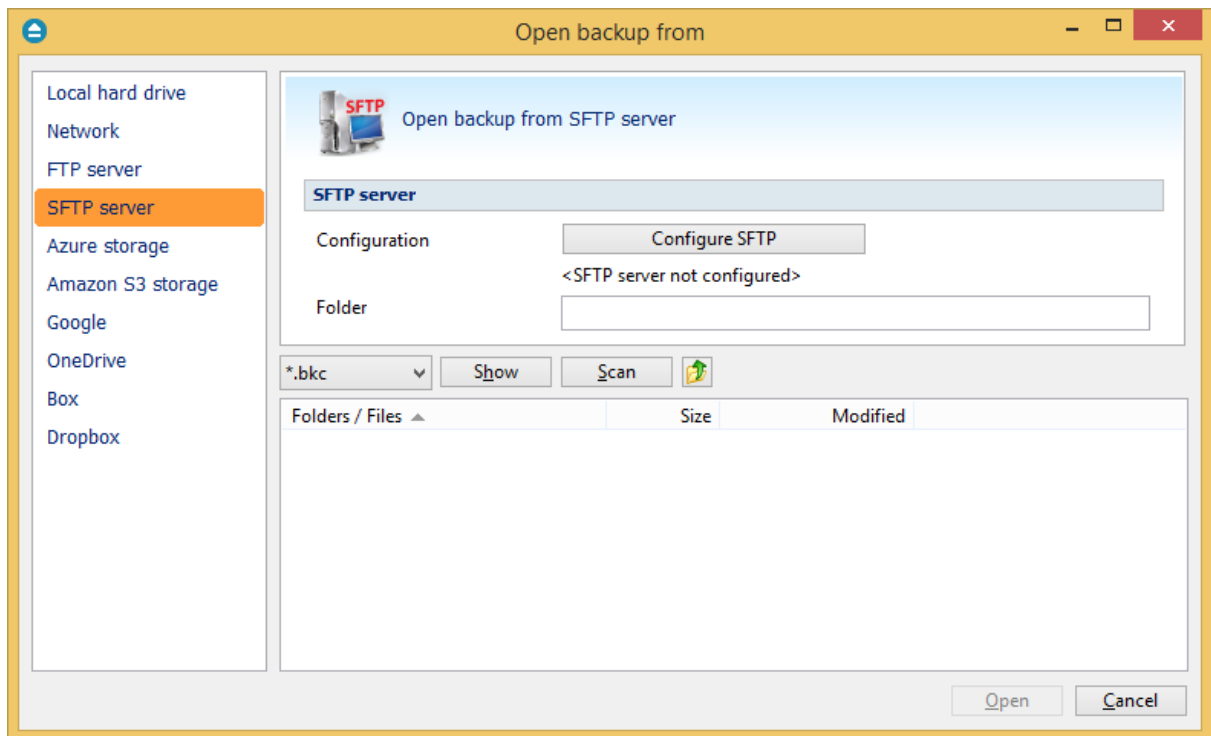 Open backup from
Local hard drive
Network
FTP server
SFTP server
Azure storage
Amazon S3 storage
Google
OneDrive
Box
Dropbox
SFTP
Open backup from SFTP server
SFTP server
Configuration
Configure SFTP
<SFTP server not configured>
Folder
*.bkc
Show
Scan
Folders / Files
Size
Modified
Open
Cancel